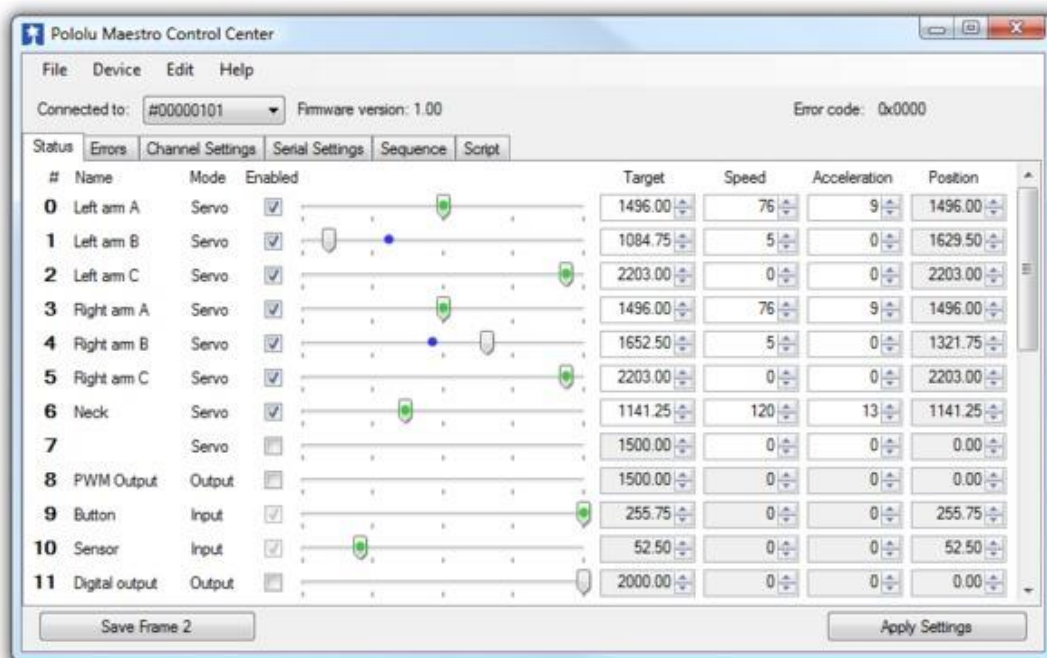 Pololu Maestro Control Center
File Device Edit Help
Connected to: #00000101 Firmware version: 1.00 Error code: 0x0000
Status Errors Channel Settings Serial Settings Sequence Script
# Name Mode Enabled Target Speed Acceleration Position
0 Left arm A Servo 1496.00 76 9 1496.00
1 Left arm B Servo 1084.75 5 0 1629.50
2 Left arm C Servo 2203.00 0 0 2203.00
3 Right arm A Servo 1496.00 76 9 1496.00
4 Right arm B Servo 1652.50 5 0 1321.75
5 Right arm C Servo 2203.00 0 0 2203.00
6 Neck Servo 1141.25 120 13 1141.25
7 Servo 1500.00 0 0 0.00
8 PWM Output Output 1500.00 0 0 0.00
9 Button Input 255.75 0 0 255.75
10 Sensor Input 52.50 0 0 52.50
11 Digital output Output 2000.00 0 0 0.00
Save Frame 2 Apply Settings